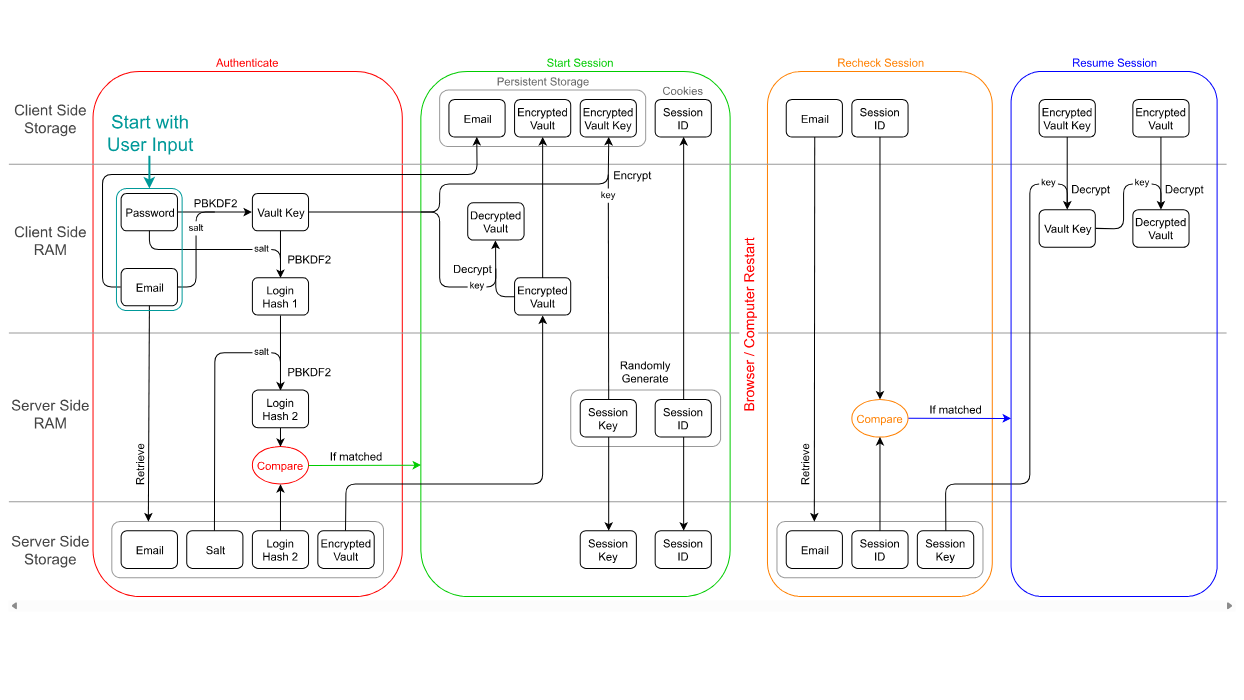 Authenticate
Start Session
Recheck Session
Resume Session
Client Side
Storage
Client Side
RAM
Server Side
RAM
Server Side
Storage
Start with
User Input
Password
PBKDF2
salt
Vault Key
salt
PBKDF2
Email
Login
Hash 1
salt
PBKDF2
Login
Hash 2
Compare
If matched
Retrieve
Email
Salt
Login
Hash 2
Encrypted
Vault
Persistent Storage
Cookies
Email
Encrypted
Vault
Encrypted
Vault Key
Session
ID
Encrypt
key
Decrypted
Vault
Decrypt
key
Encrypted
Vault
Randomly
Generate
Session
Key
Session
ID
Session
Key
Session
ID
Browser / Computer Restart
Email
Session
ID
Compare
If matched
Retrieve
Email
Session
ID
Session
Key
Encrypted
Vault Key
Encrypted
Vault
key
Decrypt
key
Decrypt
Vault Key
Decrypted
Vault